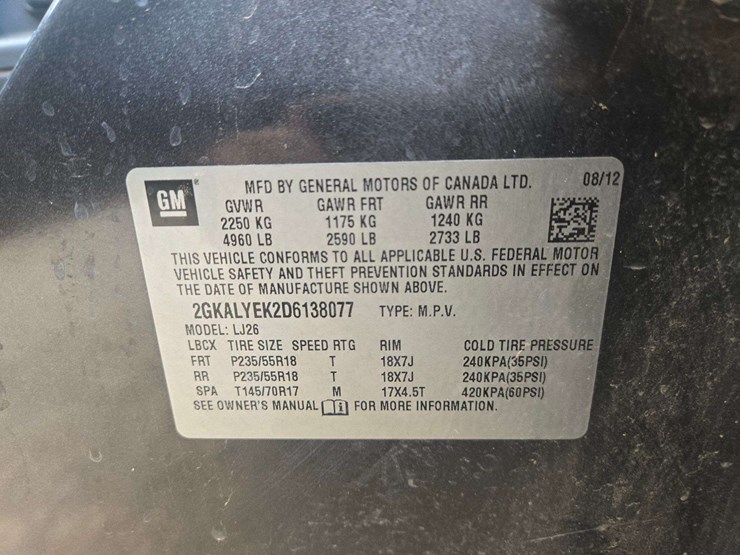 GM
MFD BY GENERAL MOTORS OF CANADA LTD. 08/12
GVWR GAWR FRT GAWR RR
2250 KG 1175 KG 1240 KG
4960 LB 2590 LB 2733 LB
THIS VEHICLE CONFORMS TO ALL APPLICABLE U.S. FEDERAL MOTOR
VEHICLE SAFETY AND THEFT PREVENTION STANDARDS IN EFFECT ON
THE DATE OF MANUFACTURE SHOWN ABOVE.
2GKALYEK2D6138077 TYPE: M.P.V.
MODEL: LJ26
LBCX TIRE SIZE SPEED RTG RIM COLD TIRE PRESSURE
FRT P235/55R18 T 18X7J 240KPA(35PSI)
RR P235/55R18 T 18X7J 240KPA(35PSI)
SPA T145/70R17 M 17X4.5T 420KPA(60PSI)
SEE OWNER'S MANUAL i FOR MORE INFORMATION.